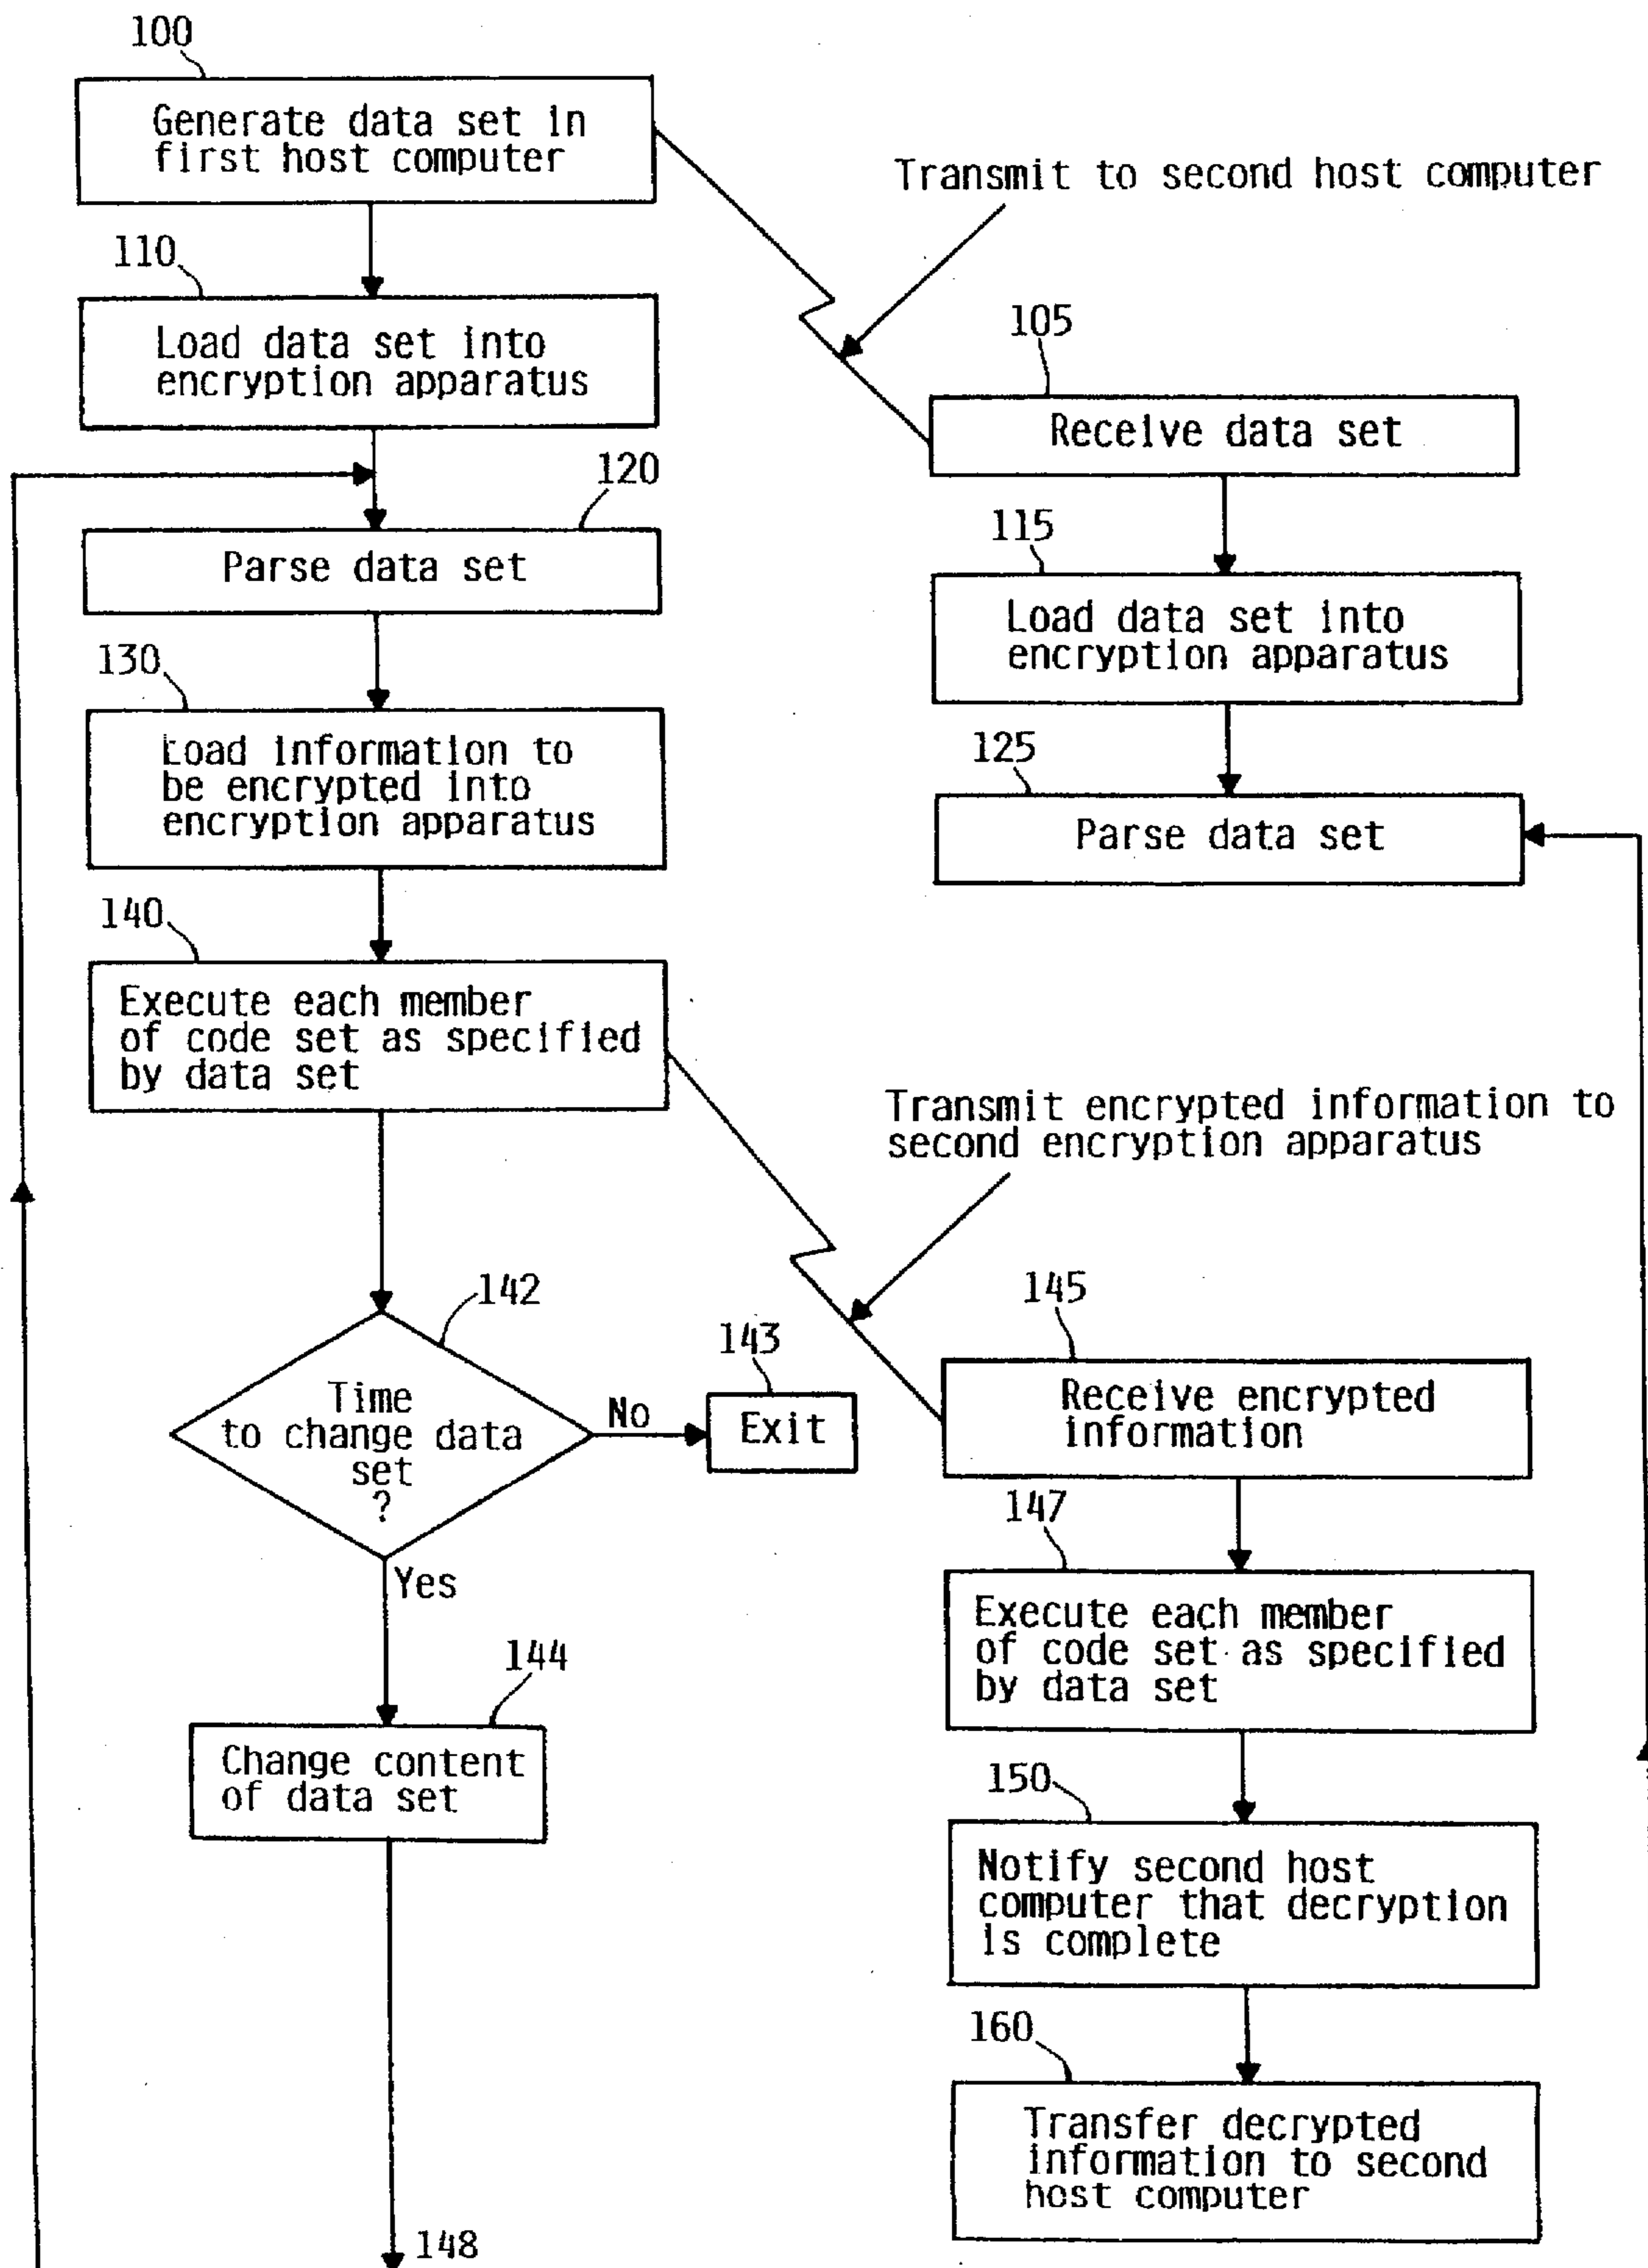 100
Generate data set in
first host computer
Transmit to second host computer
110
Load data set into
encryption apparatus
105
Receive data set
120
Parse data set
115
Load data set into
encryption apparatus
130
Load information to
be encrypted into
encryption apparatus
125
Parse data set
140
Execute each member
of code set as specified
by data set
Transmit encrypted information to
second encryption apparatus
142
Time
to change data
set
?
No
143
Exit
145
Receive encrypted
information
Yes
147
Execute each member
of code set as specified
by data set
144
Change content
of data set
150
Notify second host
computer that decryption
is complete
160
Transfer decrypted
information to second
host computer
148